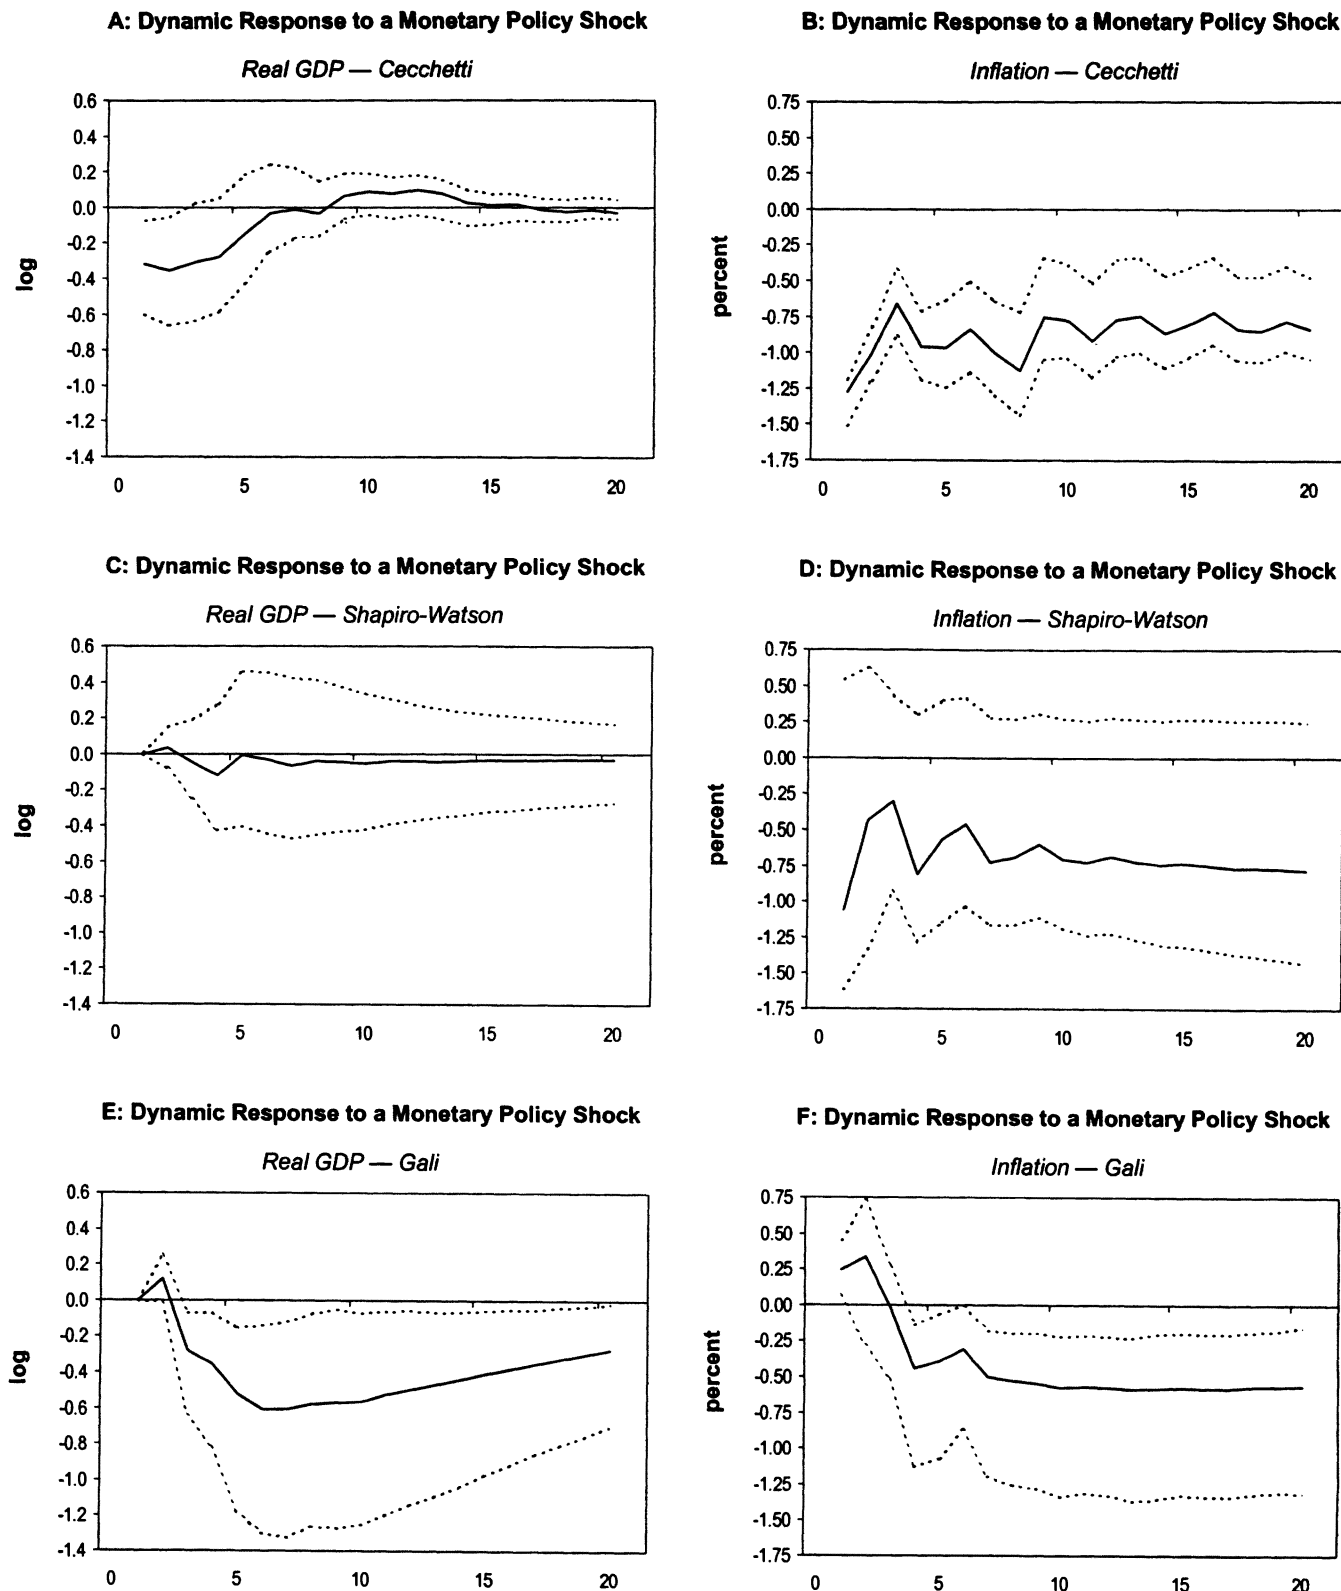 A: Dynamic Response to a Monetary Policy Shock
Real GDP — Cecchetti
0.6
0.4
0.2
0.0
-0.2
-0.4
-0.6
-0.8
-1.0
-1.2
-1.4
log
0 5 10 15 20
B: Dynamic Response to a Monetary Policy Shock
Inflation — Cecchetti
0.75
0.50
0.25
0.00
-0.25
-0.50
-0.75
-1.00
-1.25
-1.50
-1.75
percent
0 5 10 15 20
C: Dynamic Response to a Monetary Policy Shock
Real GDP — Shapiro-Watson
0.6
0.4
0.2
0.0
-0.2
-0.4
-0.6
-0.8
-1.0
-1.2
-1.4
log
0 5 10 15 20
D: Dynamic Response to a Monetary Policy Shock
Inflation — Shapiro-Watson
0.75
0.50
0.25
0.00
-0.25
-0.50
-0.75
-1.00
-1.25
-1.50
-1.75
percent
0 5 10 15 20
E: Dynamic Response to a Monetary Policy Shock
Real GDP — Gali
0.6
0.4
0.2
0.0
-0.2
-0.4
-0.6
-0.8
-1.0
-1.2
-1.4
log
0 5 10 15 20
F: Dynamic Response to a Monetary Policy Shock
Inflation — Gali
0.75
0.50
0.25
0.00
-0.25
-0.50
-0.75
-1.00
-1.25
-1.50
-1.75
percent
0 5 10 15 20